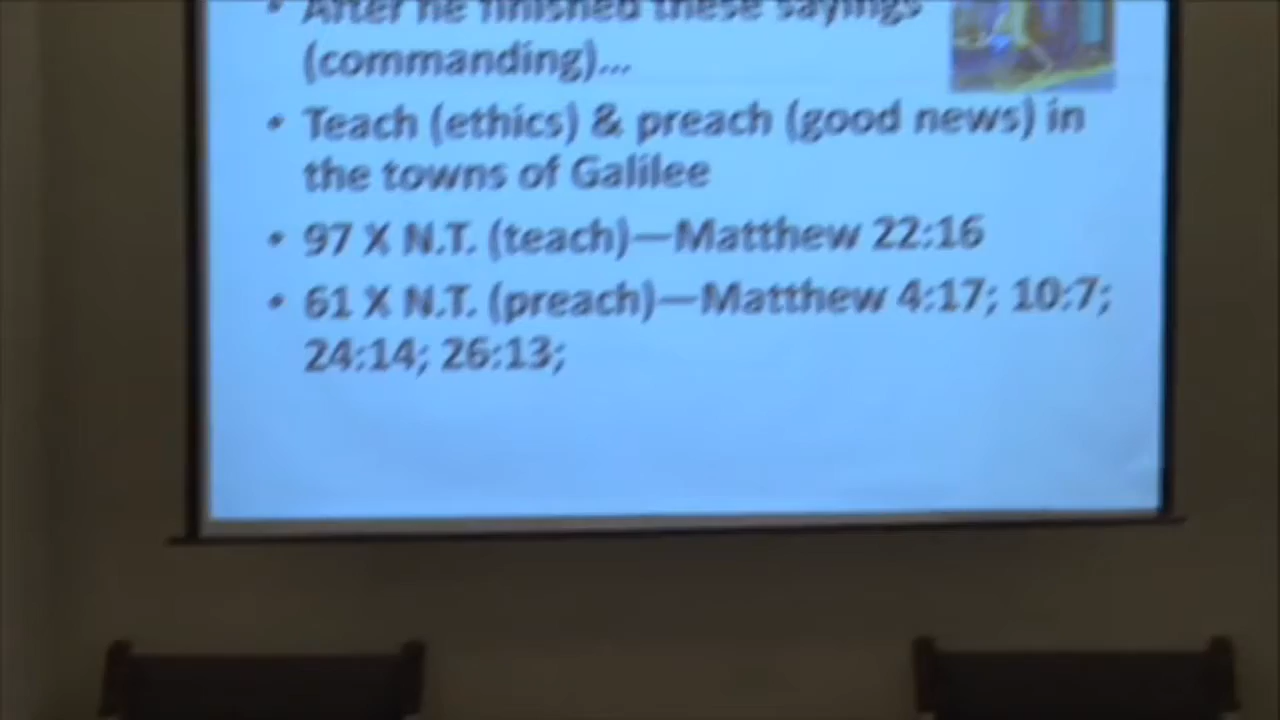 • After he finished these sayings
(commanding)...
• Teach (ethics) & preach (good news) in
the towns of Galilee
• 97 X N.T. (teach)—Matthew 22:16
• 61 X N.T. (preach)—Matthew 4:17; 10:7;
24:14; 26:13;